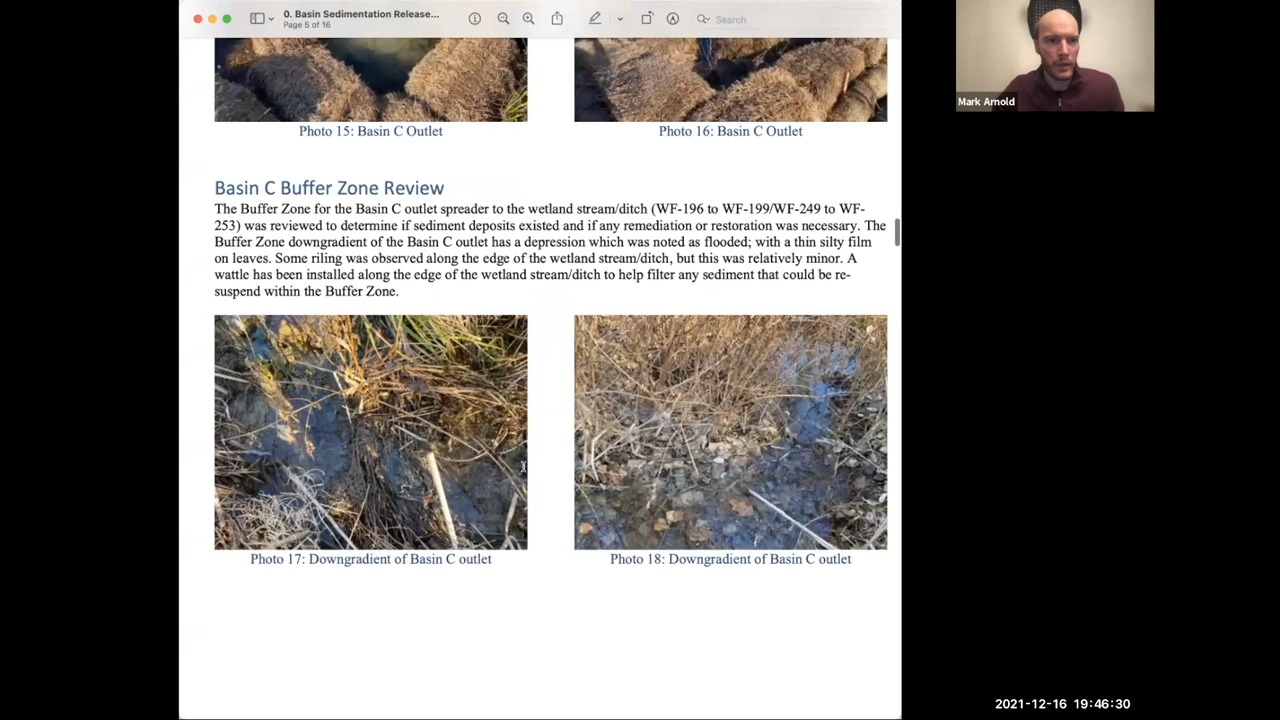 0. Basin Sedimentation Release...
Page 5 of 16
Search
Mark Arnold
Photo 15: Basin C Outlet
Photo 16: Basin C Outlet
Basin C Buffer Zone Review
The Buffer Zone for the Basin C outlet spreader to the wetland stream/ditch (WF-196 to WF-199/WF-249 to WF-
253) was reviewed to determine if sediment deposits existed and if any remediation or restoration was necessary. The
Buffer Zone downgradient of the Basin C outlet has a depression which was noted as flooded; with a thin silty film
on leaves. Some riling was observed along the edge of the wetland stream/ditch, but this was relatively minor. A
wattle has been installed along the edge of the wetland stream/ditch to help filter any sediment that could be re-
suspend within the Buffer Zone.
Photo 17: Downgradient of Basin C outlet
Photo 18: Downgradient of Basin C outlet
2021-12-16 19:46:30